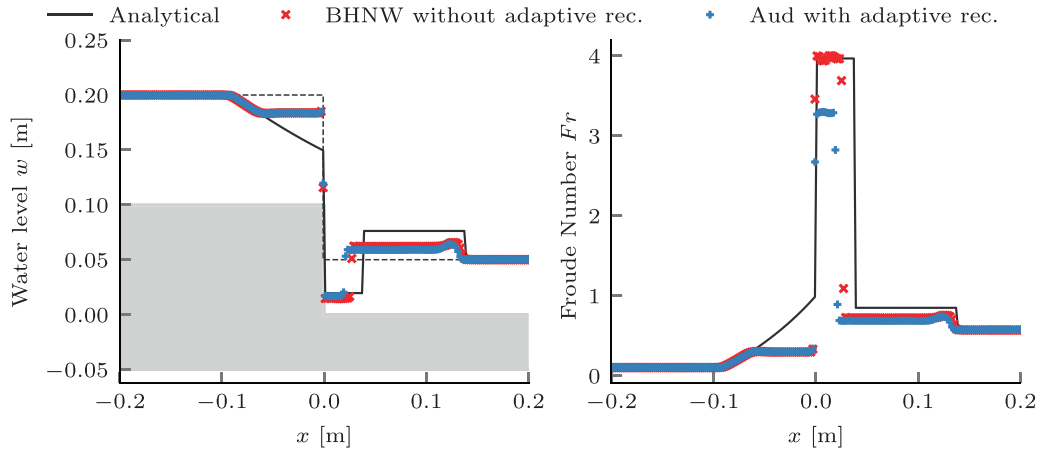 Analytical BHNW without adaptive rec. Aud with adaptive rec.
0.25
0.20
0.15
0.10
0.05
0.00
−0.05
Water level w [m]
−0.2 −0.1 0.0 0.1 0.2
x [m]
4
3
2
1
0
Froude Number Fr
−0.2 −0.1 0.0 0.1 0.2
x [m]